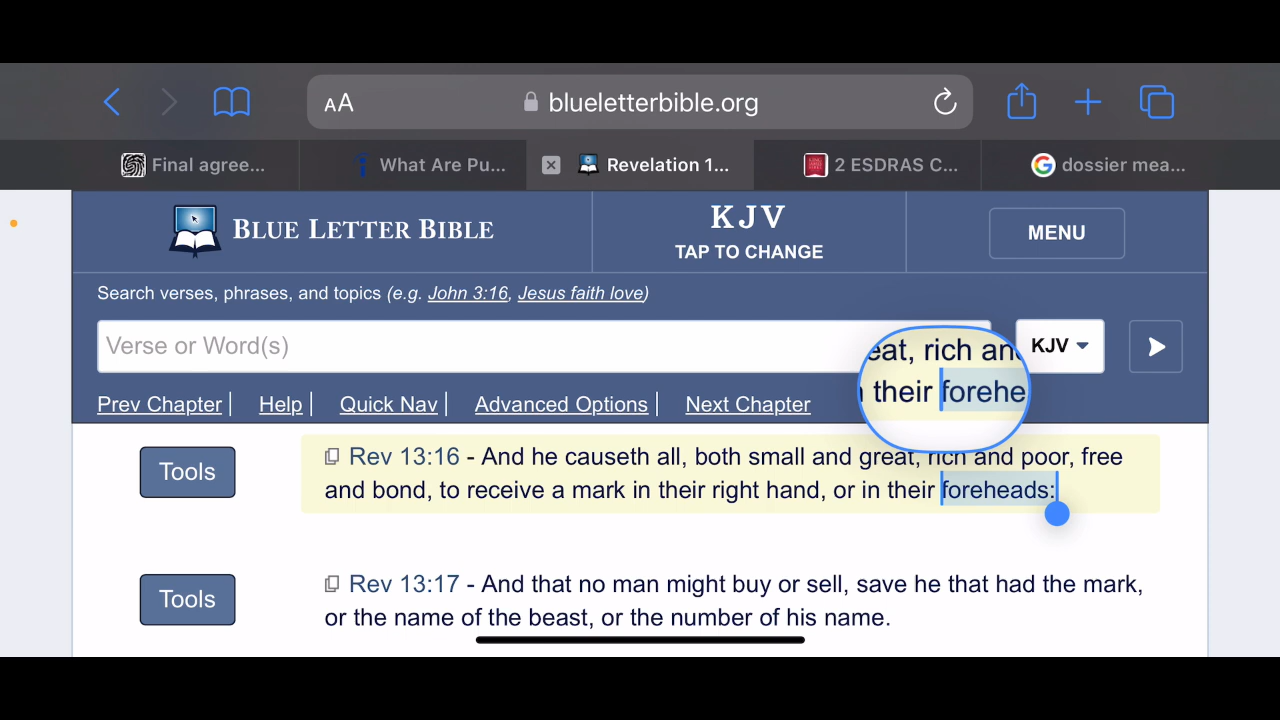 AA
blueletterbible.org
Final agree...
What Are Pu...
Revelation 1...
2 ESDRAS C...
dossier mea...
BLUE LETTER BIBLE
KJV
TAP TO CHANGE
MENU
Search verses, phrases, and topics (e.g. John 3:16, Jesus faith love)
Verse or Word(s)
eat, rich and
their forehe
KJV
Prev Chapter | Help | Quick Nav | Advanced Options | Next Chapter
Tools
Rev 13:16 - And he causeth all, both small and great, rich and poor, free
and bond, to receive a mark in their right hand, or in their foreheads:
Tools
Rev 13:17 - And that no man might buy or sell, save he that had the mark,
or the name of the beast, or the number of his name.